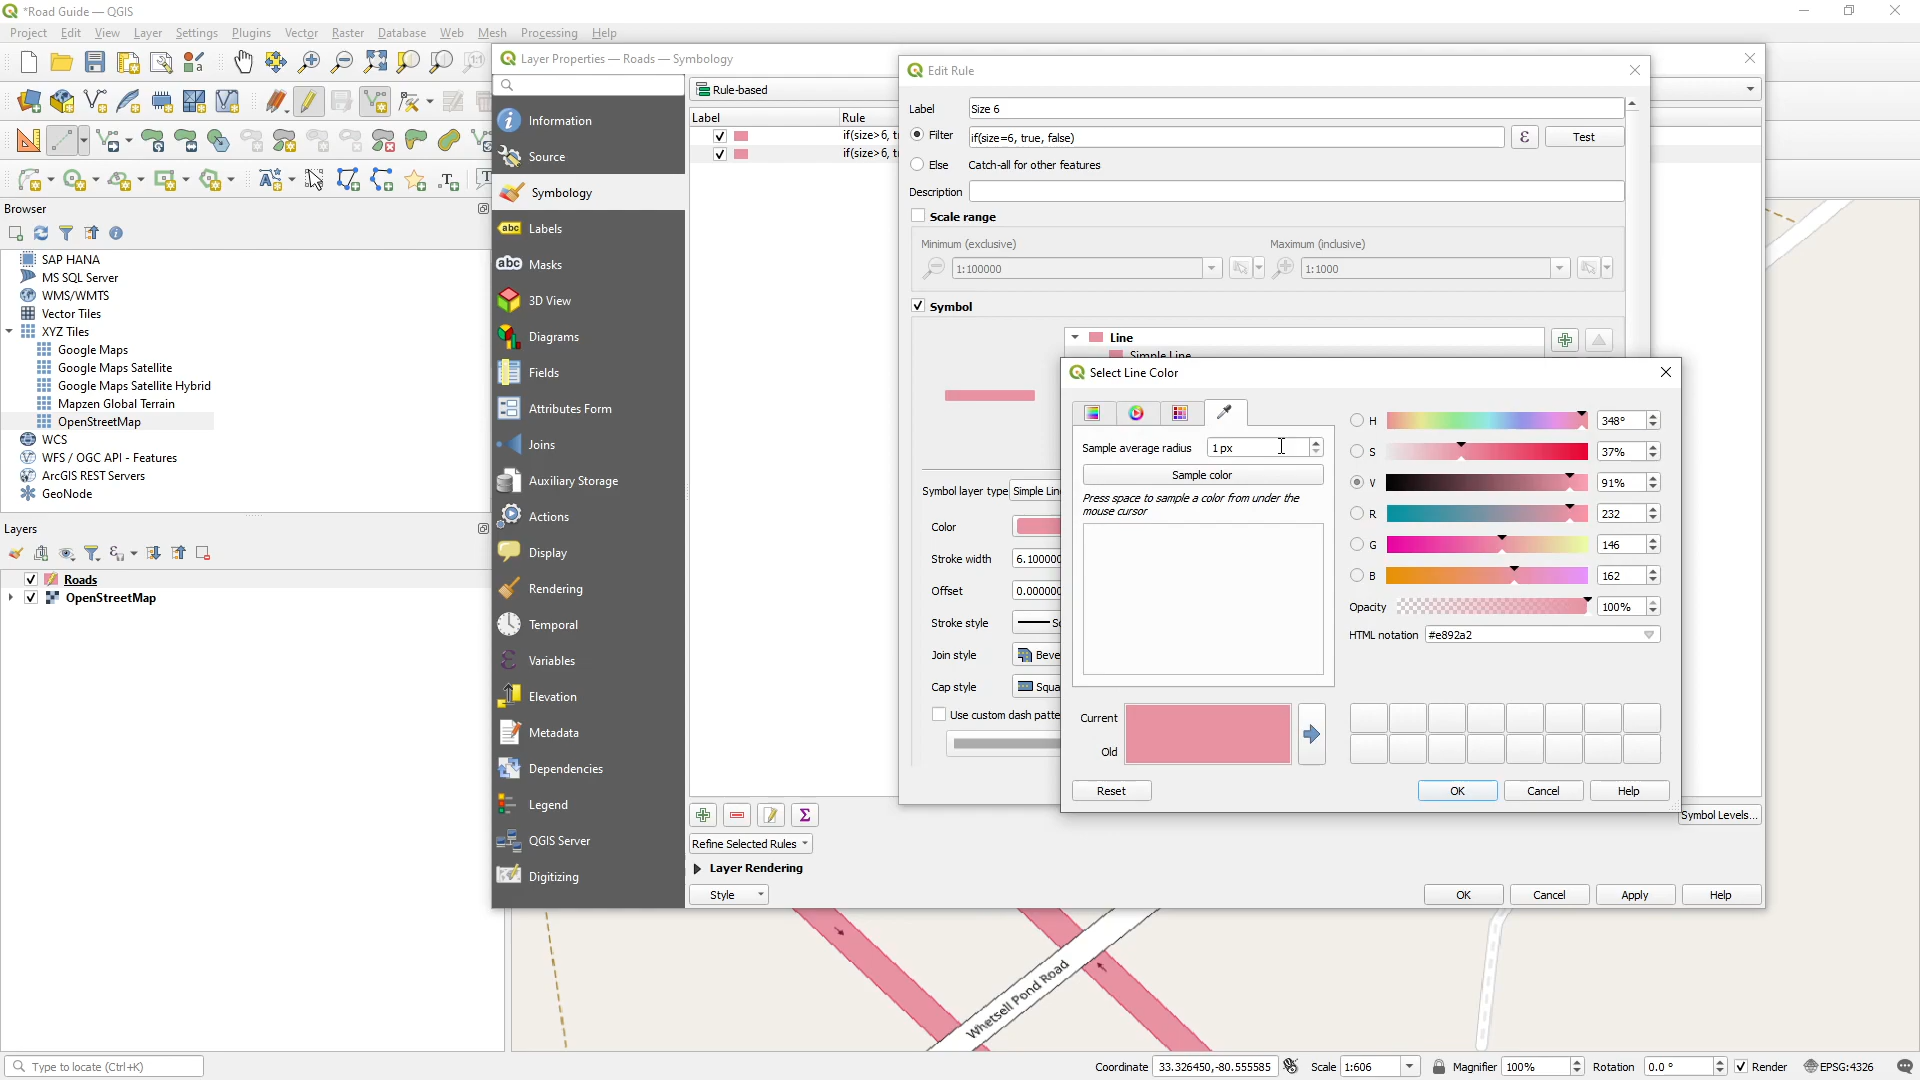 *Road Guide — QGIS
Project Edit View Layer Settings Plugins Vector Raster Database Web Mesh Processing Help
Browser
SAP HANA
MS SQL Server
WMS/WMTS
Vector Tiles
XYZ Tiles
Google Maps
Google Maps Satellite
Google Maps Satellite Hybrid
Mapzen Global Terrain
OpenStreetMap
WCS
WFS / OGC API - Features
ArcGIS REST Servers
GeoNode
Layers
Roads
OpenStreetMap
Layer Properties — Roads — Symbology
Information
Source
Symbology
Labels
Masks
3D View
Diagrams
Fields
Attributes Form
Joins
Auxiliary Storage
Actions
Display
Rendering
Temporal
Variables
Elevation
Metadata
Dependencies
Legend
QGIS Server
Digitizing
Rule-based
Label Rule
if(size>6, t
if(size>6, t
Refine Selected Rules
Layer Rendering
Style
Symbol Levels...
OK Cancel Apply Help
Edit Rule
Label Size 6
Filter if(size=6, true, false) ε Test
Else Catch-all for other features
Description
Scale range
Minimum (exclusive) Maximum (inclusive)
1:100000 1:1000
Symbol
Line
Simple Line
Symbol layer type Simple Lin
Color
Stroke width 6.100000
Offset 0.000000
Stroke style So
Join style Beve
Cap style Squa
Use custom dash patte
Select Line Color
Sample average radius 1 px
Sample color
Press space to sample a color from under the
mouse cursor
H 348°
S 37%
V 91%
R 232
G 146
B 162
Opacity 100%
HTML notation #e892a2
Current
Old
Reset OK Cancel Help
Whetsell Pond Road
Type to locate (Ctrl+K) Coordinate 33.326450,-80.555585 Scale 1:606 Magnifier 100% Rotation 0.0 ° Render EPSG:4326